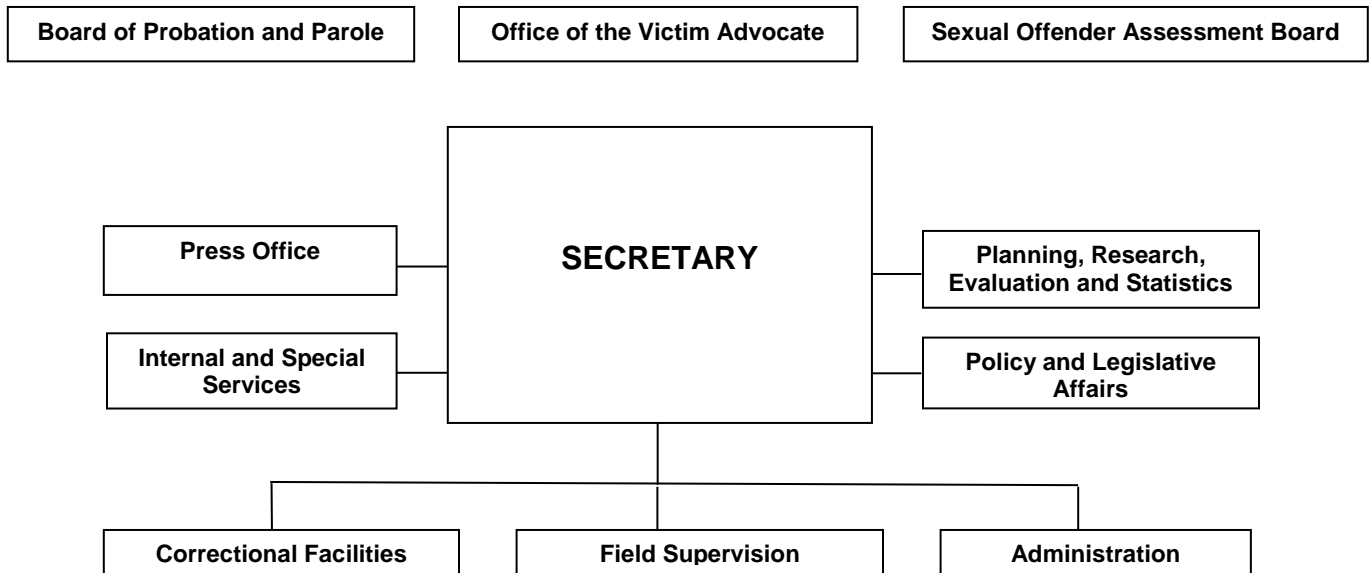 Board of Probation and Parole
Office of the Victim Advocate
Sexual Offender Assessment Board
SECRETARY
Press Office
Planning, Research,
Evaluation and Statistics
Internal and Special
Services
Policy and Legislative
Affairs
Correctional Facilities
Field Supervision
Administration